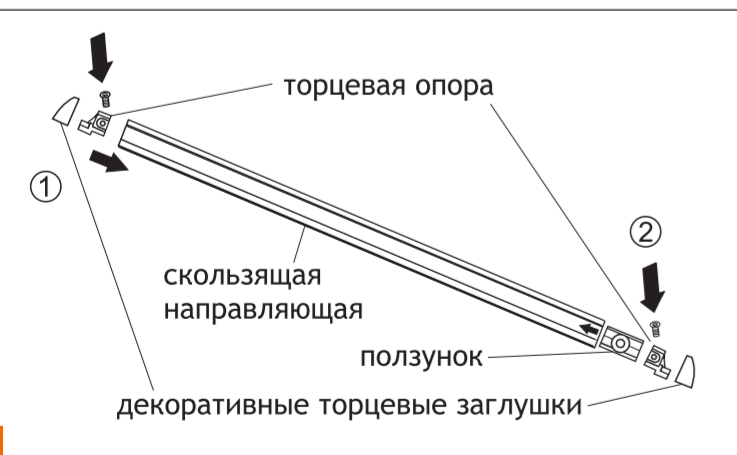 торцевая опора
1
2
скользящая
направляющая
ползунок
декоративные торцевые заглушки